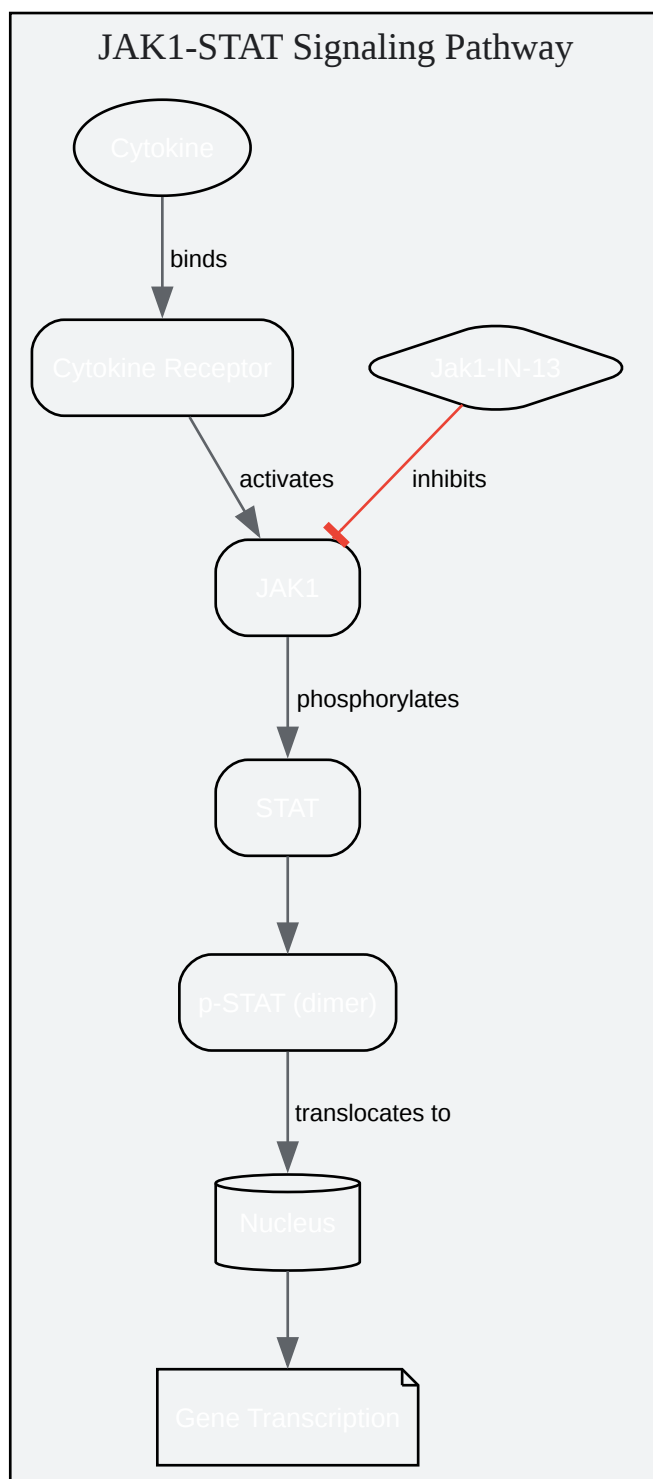 JAK1-STAT Signaling Pathway
Cytokine
binds
Cytokine Receptor
Jak1-IN-13
activates
inhibits
JAK1
phosphorylates
STAT
p-STAT (dimer)
translocates to
Nucleus
Gene Transcription